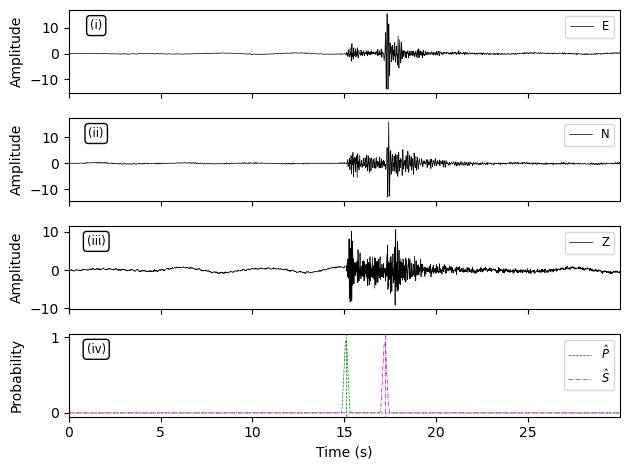 Amplitude
10
0
−10
(i)
E
Amplitude
10
0
−10
(ii)
N
Amplitude
10
0
−10
(iii)
Z
Probability
1
0
(iv)
P̂
Ŝ
0 5 10 15 20 25
Time (s)